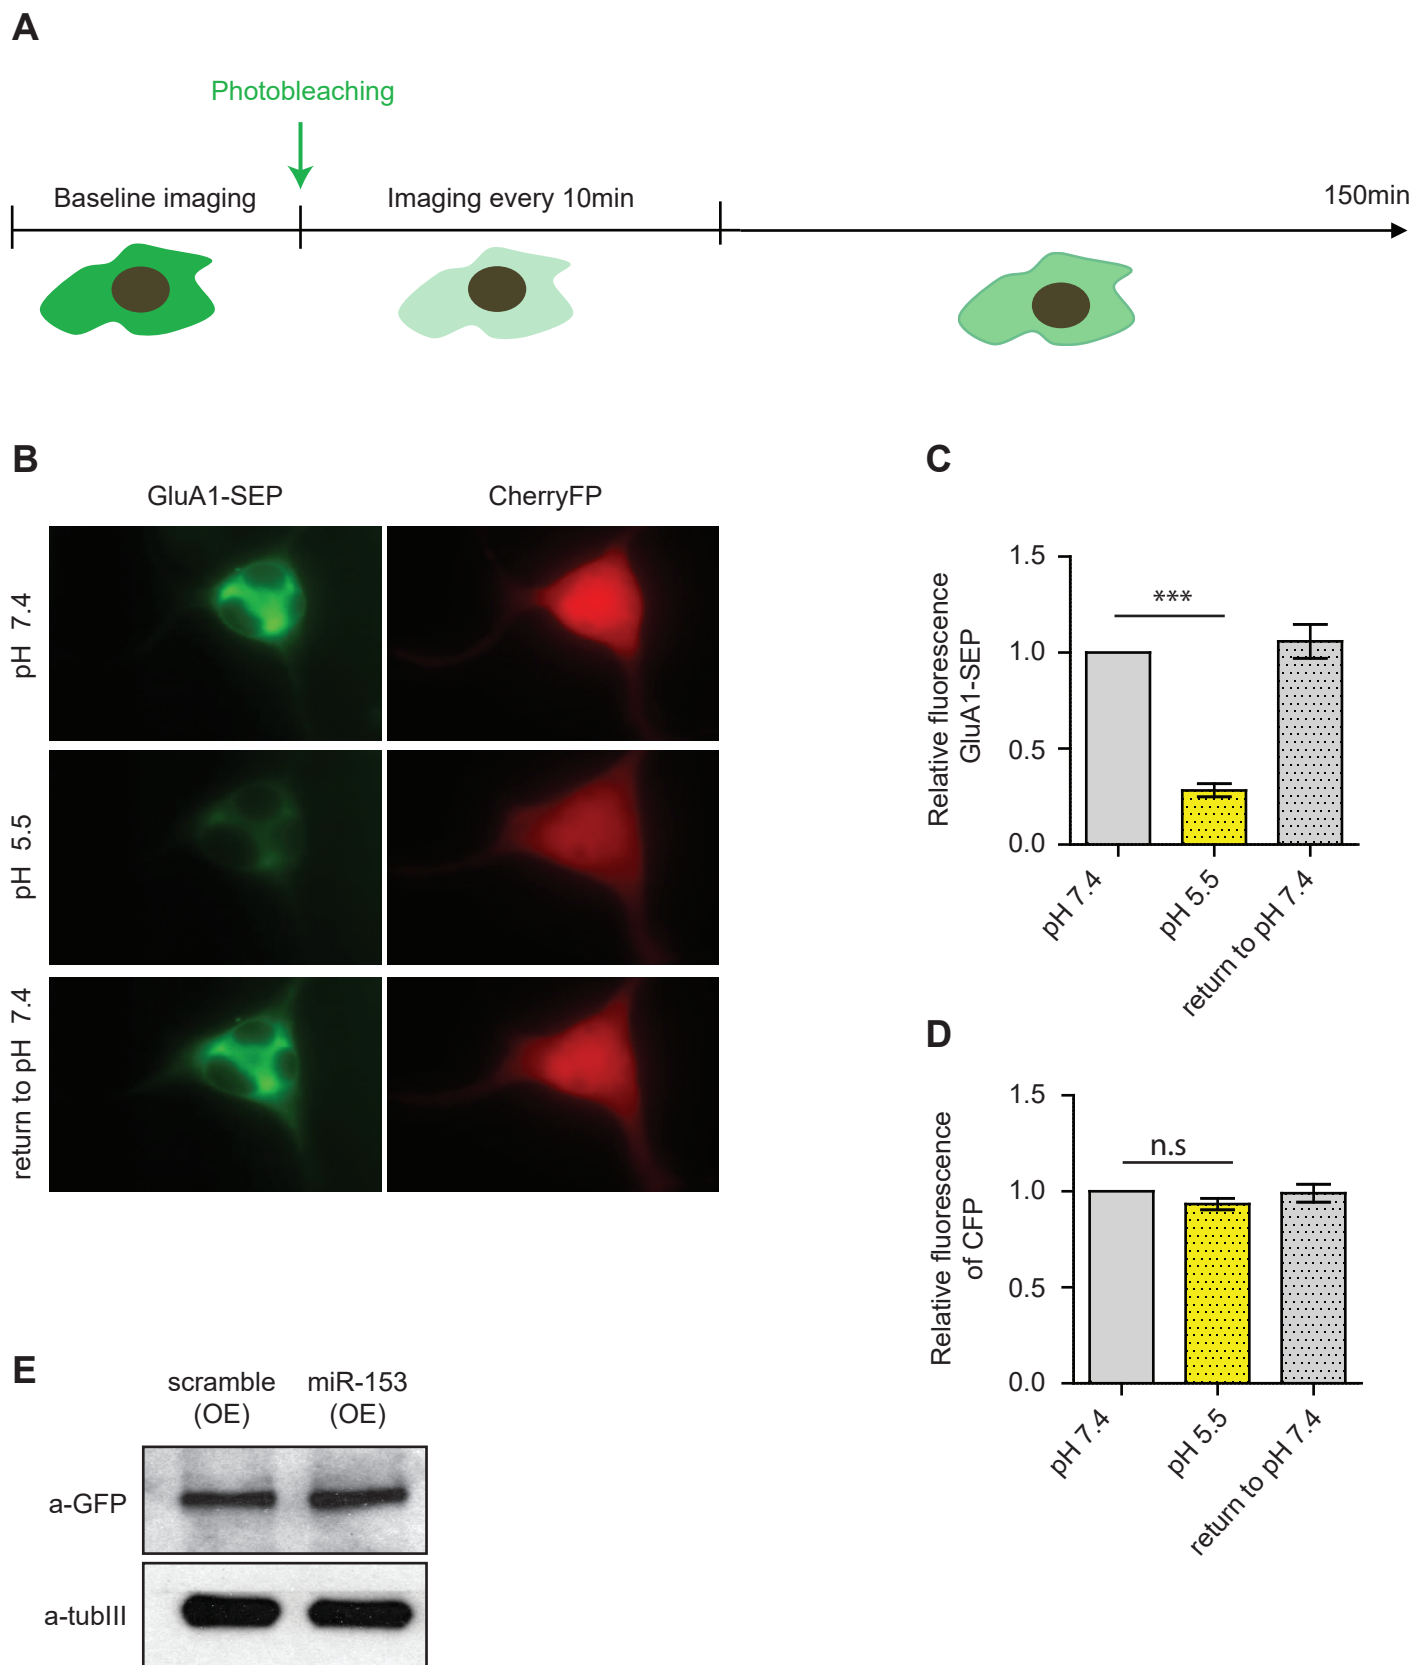 A
Photobleaching
Baseline imaging
Imaging every 10min
150min
B
GluA1-SEP
CherryFP
pH 7.4
pH 5.5
return to pH 7.4
C
Relative fluorescence
GluA1-SEP
1.5
1.0
0.5
0.0
***
pH 7.4
pH 5.5
return to pH 7.4
D
Relative fluorescence
of CFP
1.5
1.0
0.5
0.0
n.s
pH 7.4
pH 5.5
return to pH 7.4
E
scramble
(OE)
miR-153
(OE)
a-GFP
a-tubIII